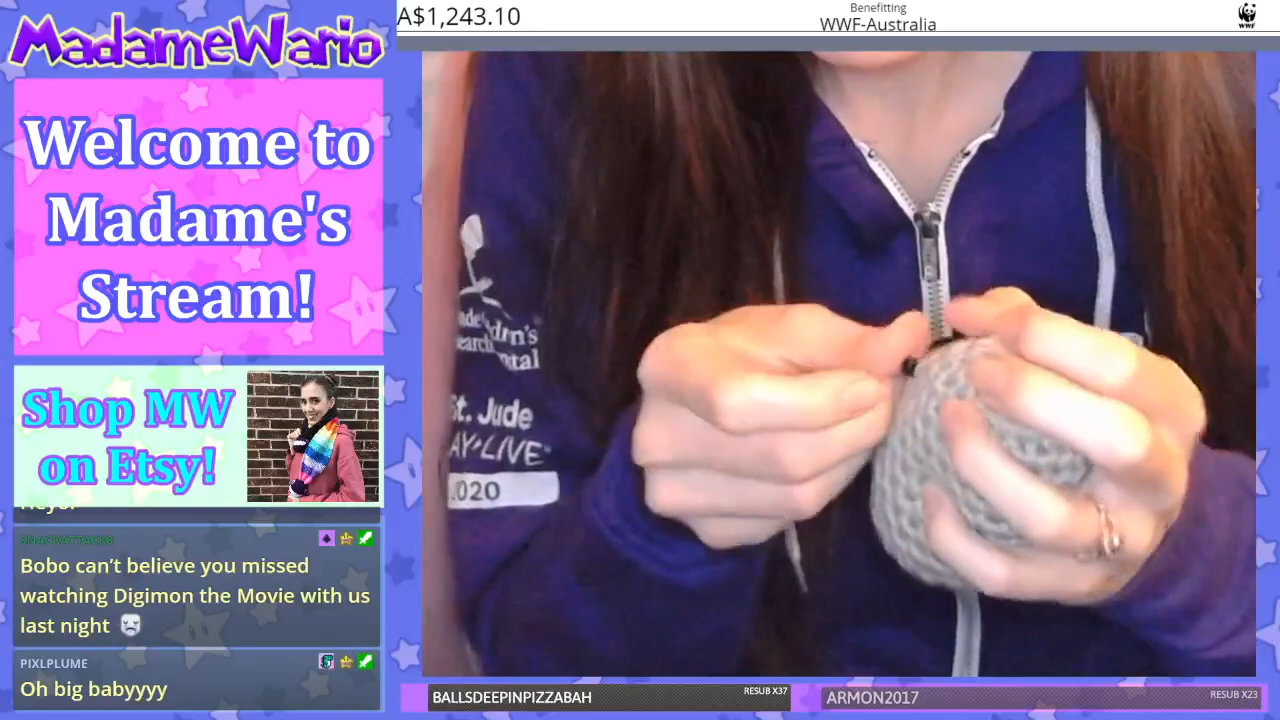 MadameWario
A$1,243.10
Benefitting
WWF-Australia
WWF
Welcome to
Madame's
Stream!
Shop MW
on Etsy!
Bobo can't believe you missed
watching Digimon the Movie with us
last night
PIXLPLUME
Oh big babyyyy
St. Jude
BALLSDEEPINPIZZABAH
RESUB X37
ARMON2017
RESUB X23